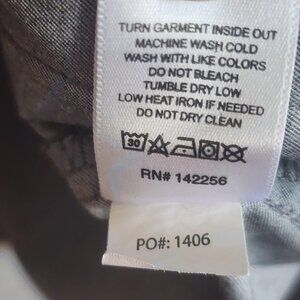 TURN GARMENT INSIDE OUT
MACHINE WASH COLD
WASH WITH LIKE COLORS
DO NOT BLEACH
TUMBLE DRY LOW
LOW HEAT IRON IF NEEDED
DO NOT DRY CLEAN
30
RN# 142256
PO#: 1406